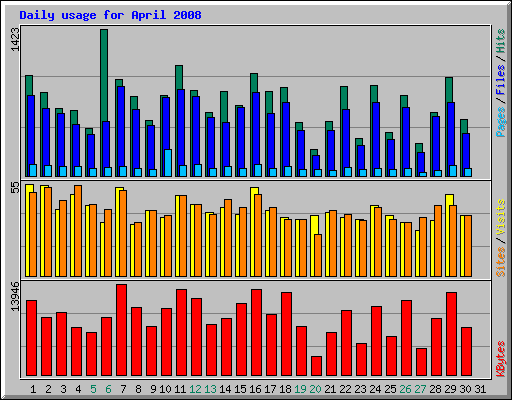 Daily usage for April 2008
1423
Pages / Files / Hits
55
Sites / Visits
13946
KBytes
1 2 3 4 5 6 7 8 9 10 11 12 13 14 15 16 17 18 19 20 21 22 23 24 25 26 27 28 29 30 31